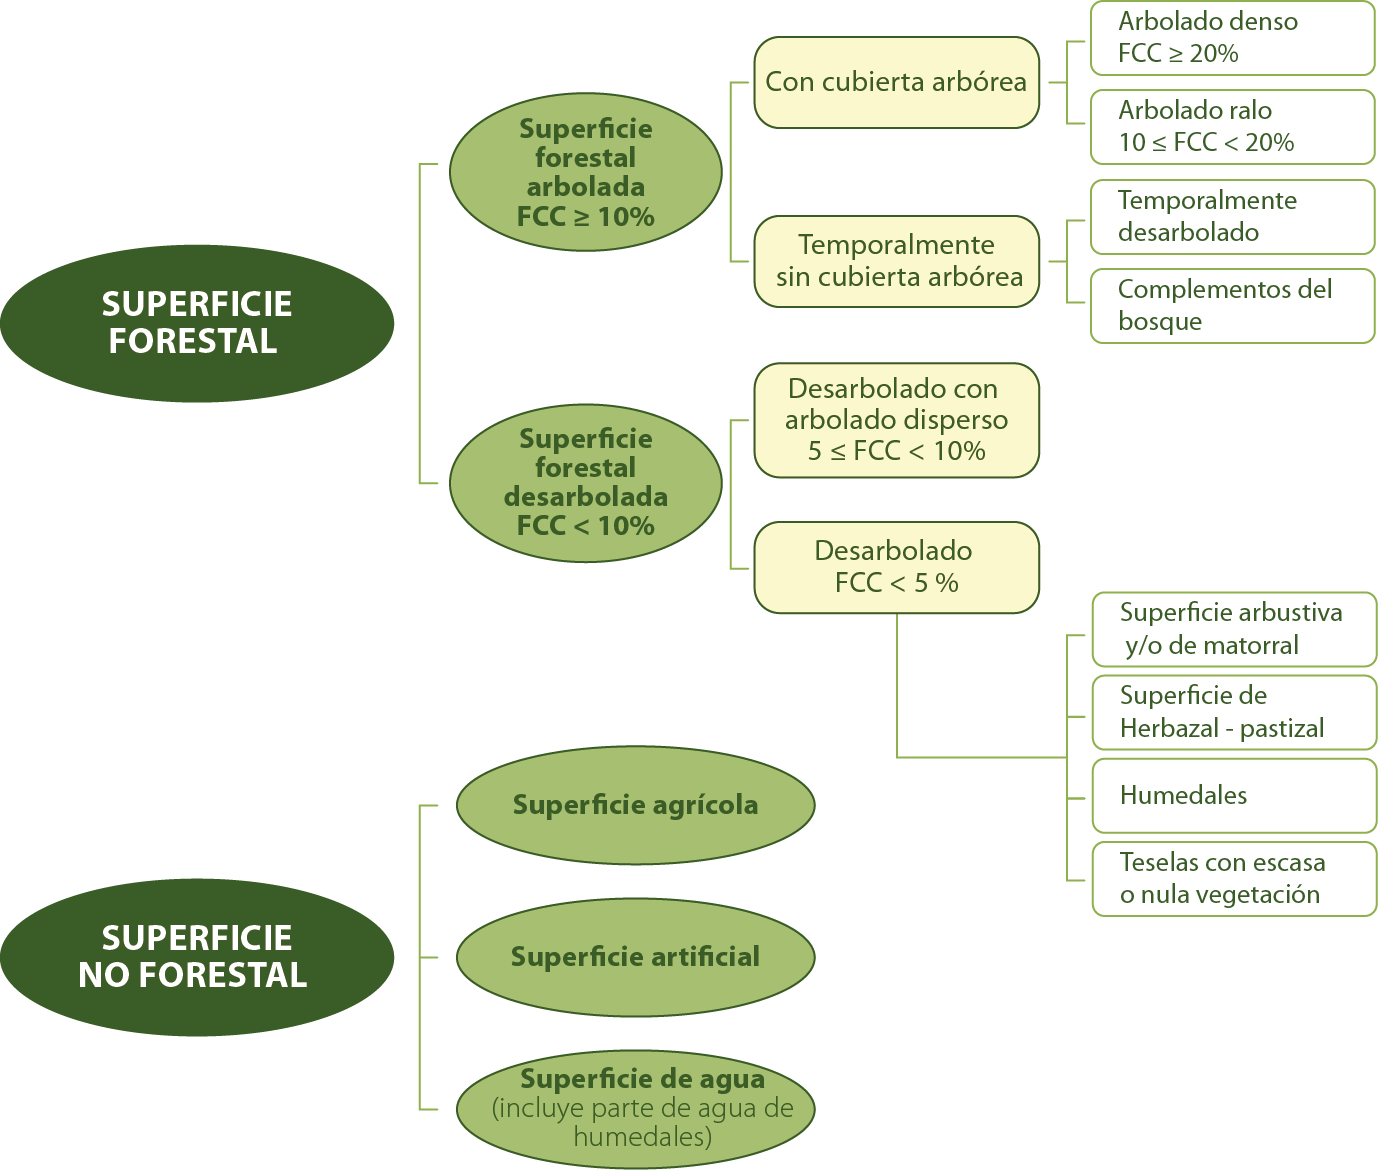 SUPERFICIE
FORESTAL
Superficie
forestal
arbolada
FCC ≥ 10%
Con cubierta arbórea
Arbolado denso
FCC ≥ 20%
Arbolado ralo
10 ≤ FCC < 20%
Temporalmente
sin cubierta arbórea
Temporalmente
desarbolado
Complementos del
bosque
Superficie
forestal
desarbolada
FCC < 10%
Desarbolado con
arbolado disperso
5 ≤ FCC < 10%
Desarbolado
FCC < 5 %
Superficie arbustiva
y/o de matorral
Superficie de
Herbazal - pastizal
Humedales
Teselas con escasa
o nula vegetación
SUPERFICIE
NO FORESTAL
Superficie agrícola
Superficie artificial
Superficie de agua
(incluye parte de agua de
humedales)